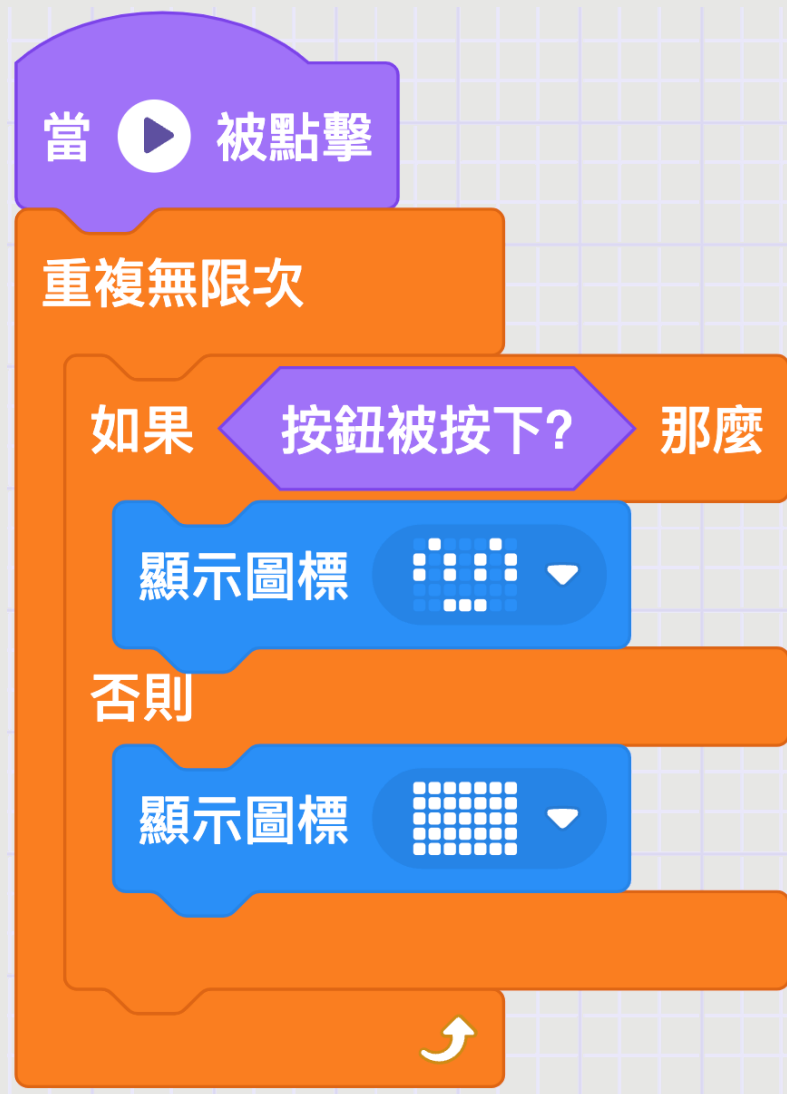 當 被點擊
重複無限次
如果 按鈕被按下? 那麼
顯示圖標
否則
顯示圖標